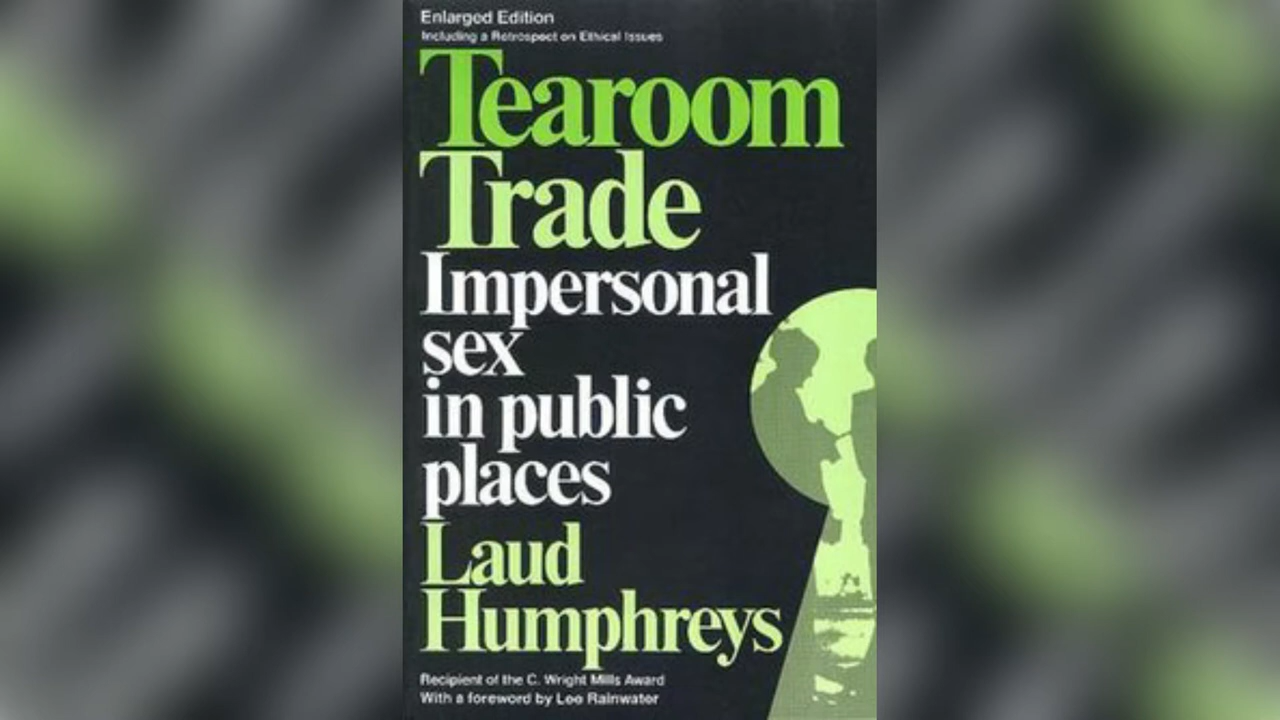 Enlarged Edition
Including a Retrospect on Ethical Issues
Tearoom
Trade
Impersonal
sex
in public
places
Laud
Humphreys
Recipient of the C. Wright Mills Award
With a foreword by Lee Rainwater